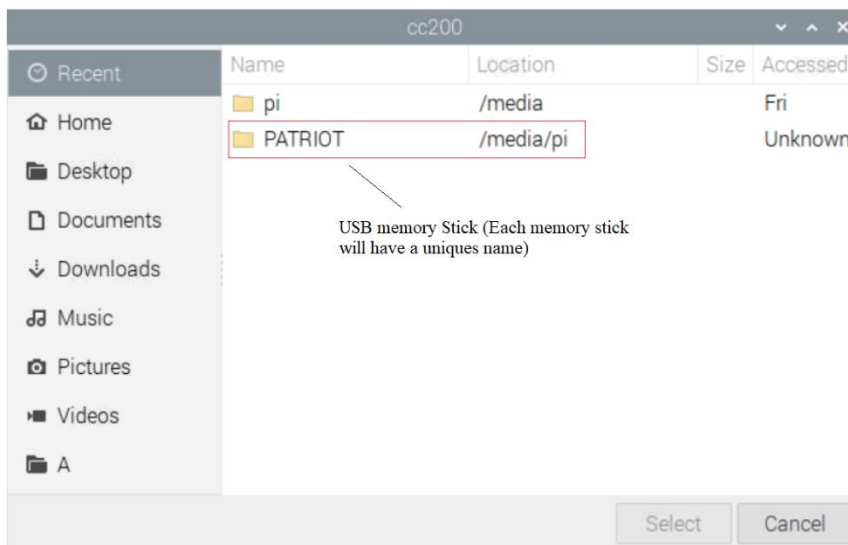 cc200
Recent
Home
Desktop
Documents
Downloads
Music
Pictures
Videos
A
Name Location Size Accessed
pi /media Fri
PATRIOT /media/pi Unknown
USB memory Stick (Each memory stick
will have a uniques name)
Select Cancel